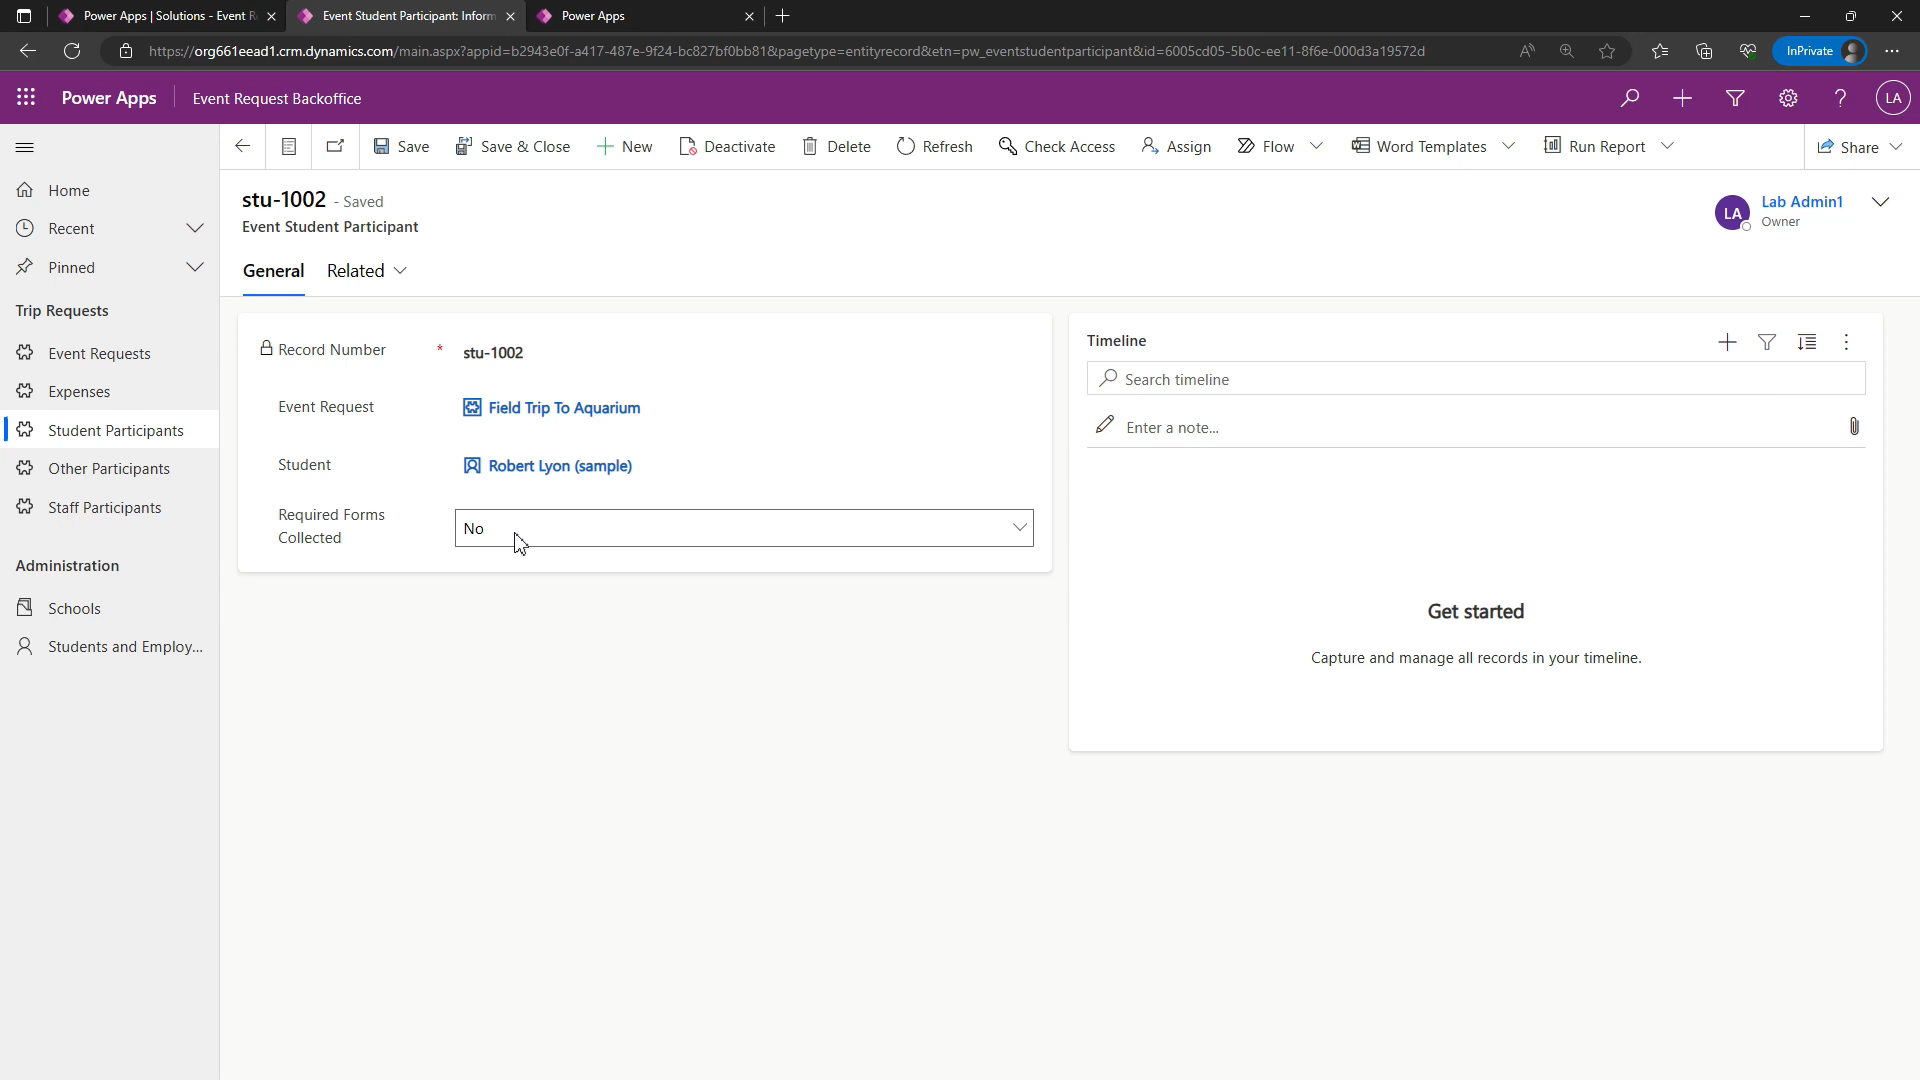 Power Apps | Solutions - Event R
Event Student Participant: Inform
Power Apps
https://org661eead1.crm.dynamics.com/main.aspx?appid=b2943e0f-a417-487e-9f24-bc827bf0bb81&pagetype=entityrecord&etn=pw_eventstudentparticipant&id=6005cd05-5b0c-ee11-8f6e-000d3a19572d
InPrivate
Power Apps
Event Request Backoffice
LA
Save
Save & Close
New
Deactivate
Delete
Refresh
Check Access
Assign
Flow
Word Templates
Run Report
Share
Home
Recent
Pinned
Trip Requests
Event Requests
Expenses
Student Participants
Other Participants
Staff Participants
Administration
Schools
Students and Employ...
stu-1002 - Saved
Event Student Participant
LA
Lab Admin1
Owner
General
Related
Record Number * stu-1002
Event Request Field Trip To Aquarium
Student Robert Lyon (sample)
Required Forms
Collected
No
Timeline
Search timeline
Enter a note...
Get started
Capture and manage all records in your timeline.